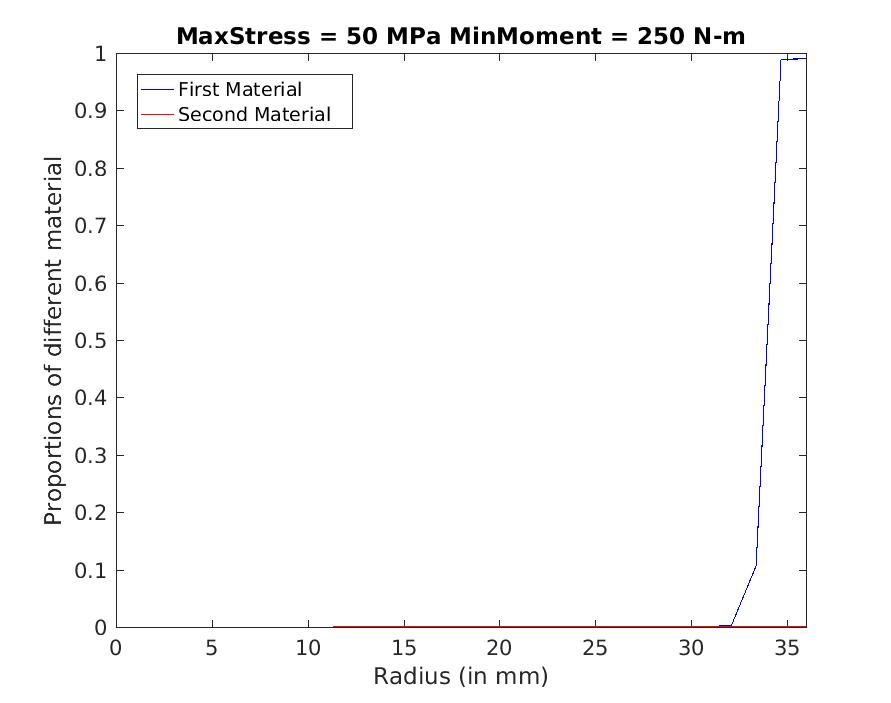 MaxStress = 50 MPa MinMoment = 250 N-m
1
First Material
Second Material
0.9
0.8
0.7
0.6
0.5
0.4
0.3
0.2
0.1
0
Proportions of different material
0 5 10 15 20 25 30 35
Radius (in mm)